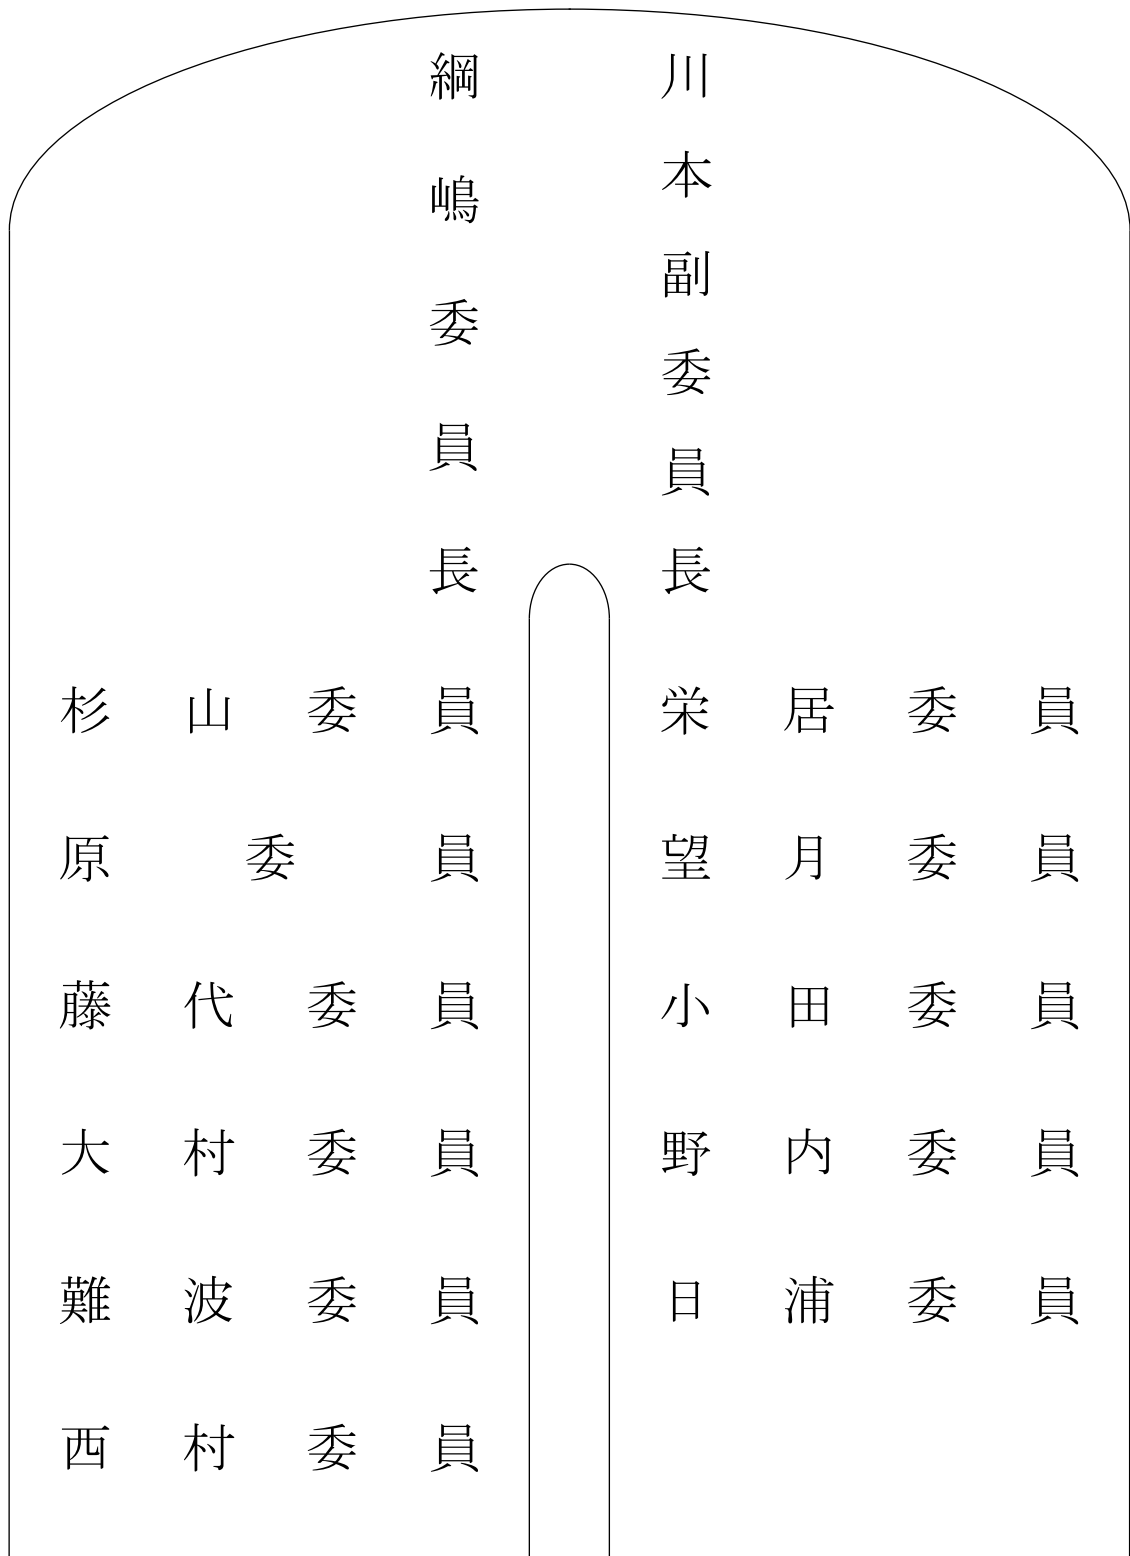 川本副委員長
綱嶋委員長
杉山委員
栄居委員
原委員
望月委員
藤代委員
小田委員
大村委員
野内委員
難波委員
日浦委員
西村委員